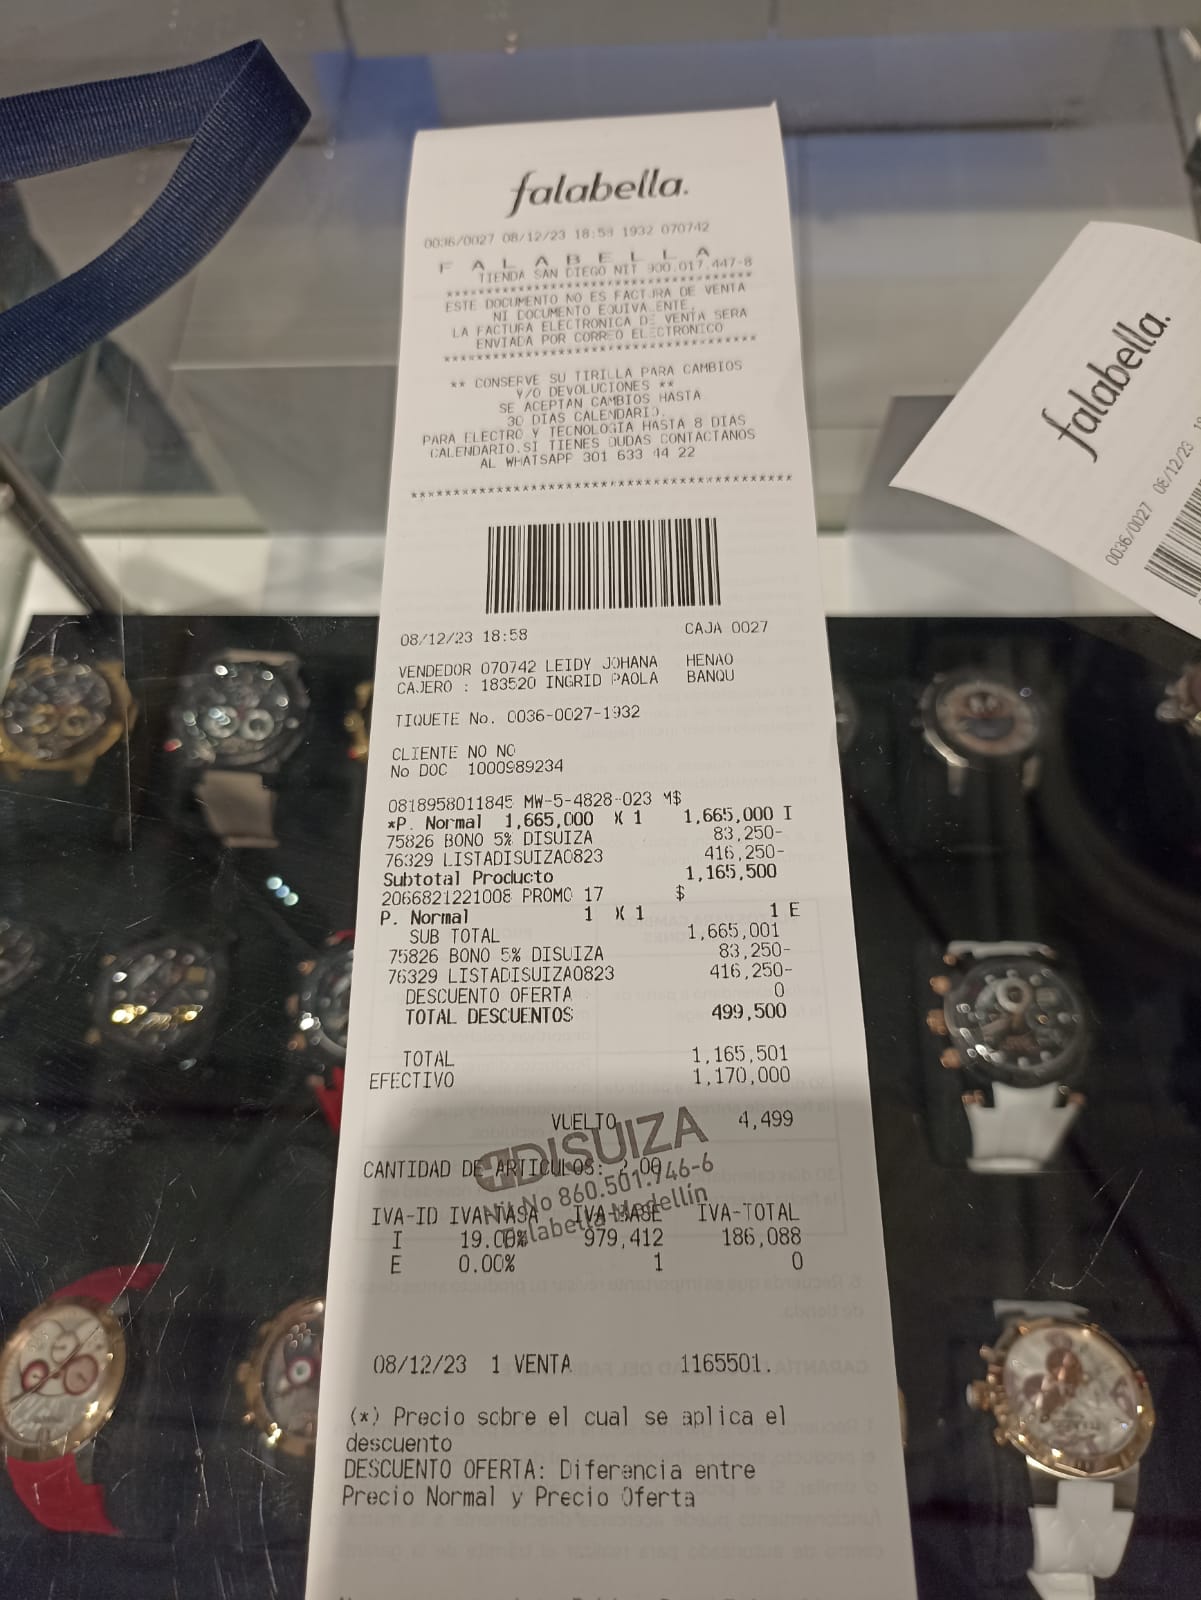 falabella.
0036/0027 08/12/23 18:58 1932 070742
F A L A B E L L A
TIENDA SAN DIEGO NIT 900.017.447-8
************************************
ESTE DOCUMENTO NO ES FACTURA DE VENTA
NI DOCUMENTO EQUIVALENTE.
LA FACTURA ELECTRONICA DE VENTA SERA
ENVIADA POR CORREO ELECTRONICO
************************************
** CONSERVE SU TIRILLA PARA CAMBIOS
Y/O DEVOLUCIONES **
SE ACEPTAN CAMBIOS HASTA
30 DIAS CALENDARIO.
PARA ELECTRO Y TECNOLOGIA HASTA 8 DIAS
CALENDARIO.SI TIENES DUDAS CONTACTANOS
AL WHATSAPP 301 633 44 22
********************************************
08/12/23 18:58 CAJA 0027
VENDEDOR 070742 LEIDY JOHANA HENAO
CAJERO : 183520 INGRID PAOLA BANQU
TIQUETE No. 0036-0027-1932
CLIENTE NO NO
No DOC 1000989234
0818958011845 MW-5-4828-023 M$
*P. Normal 1,665,000 X 1 1,665,000 I
75826 BONO 5% DISUIZA 83,250-
76329 LISTADISUIZA0823 416,250-
Subtotal Producto 1,165,500
2066821221008 PROMO 17 $
P. Normal 1 X 1 1 E
SUB TOTAL 1,665,001
75826 BONO 5% DISUIZA 83,250-
76329 LISTADISUIZA0823 416,250-
DESCUENTO OFERTA 0
TOTAL DESCUENTOS 499,500
TOTAL 1,165,501
EFECTIVO 1,170,000
VUELTO 4,499
DISUIZA
CANTIDAD DE ARTICULOS: 2.00
Nit No 860.501.746-6
Falabella Medellín
IVA-ID IVA-TASA IVA-BASE IVA-TOTAL
I 19.00% 979,412 186,088
E 0.00% 1 0
08/12/23 1 VENTA 1165501.
(*) Precio sobre el cual se aplica el
descuento
DESCUENTO OFERTA: Diferencia entre
Precio Normal y Precio Oferta
falabella.
0036/0027 08/12/23